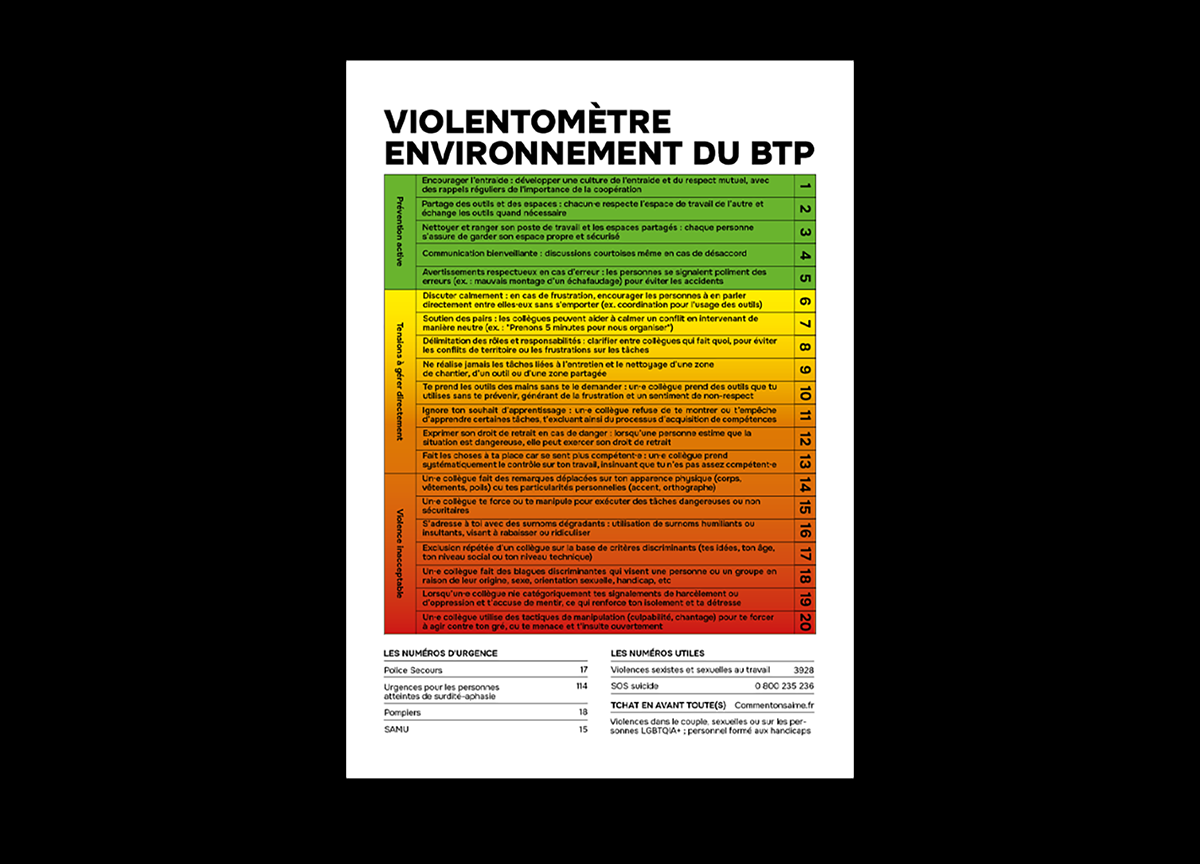 VIOLENTOMÈTRE
ENVIRONNEMENT DU BTP
Prévention active
Encourager l'entraide : développer une culture de l'entraide et du respect mutuel, avec
des rappels réguliers de l'importance de la coopération
1
Partage des outils et des espaces : chacun·e respecte l'espace de travail de l'autre et
échange les outils quand nécessaire
2
Nettoyer et ranger son poste de travail et les espaces partagés : chaque personne
s'assure de garder son espace propre et sécurisé
3
Communication bienveillante : discussions courtoises même en cas de désaccord
4
Avertissements respectueux en cas d'erreur : les personnes se signalent poliment des
erreurs (ex. : mauvais montage d'un échafaudage) pour éviter les accidents
5
Tensions à gérer directement
Discuter calmement : en cas de frustration, encourager les personnes à en parler
directement entre elles·eux sans s'emporter (ex. coordination pour l'usage des outils)
6
Soutien des pairs : les collègues peuvent aider à calmer un conflit en intervenant de
manière neutre (ex. : "Prenons 5 minutes pour nous organiser")
7
Délimitation des rôles et responsabilités : clarifier entre collègues qui fait quoi, pour éviter
les conflits de territoire ou les frustrations sur les tâches
8
Ne réalise jamais les tâches liées à l'entretien et le nettoyage d'une zone
de chantier, d'un outil ou d'une zone partagée
9
Te prend les outils des mains sans te le demander : un·e collègue prend des outils que tu
utilises sans te prévenir, générant de la frustration et un sentiment de non-respect
10
Ignore ton souhait d'apprentissage : un·e collègue refuse de te montrer ou t'empêche
d'apprendre certaines tâches, t'excluant ainsi du processus d'acquisition de compétences
11
Exprimer son droit de retrait en cas de danger : lorsqu'une personne estime que la
situation est dangereuse, elle peut exercer son droit de retrait
12
Fait les choses à ta place car se sent plus compétent·e : un·e collègue prend
systématiquement le contrôle sur ton travail, insinuant que tu n'es pas assez compétent·e
13
Violence inacceptable
Un·e collègue fait des remarques déplacées sur ton apparence physique (corps,
vêtements, poils) ou tes particularités personnelles (accent, orthographe)
14
Un·e collègue te force ou te manipule pour exécuter des tâches dangereuses ou non
sécuritaires
15
S'adresse à toi avec des surnoms dégradants : utilisation de surnoms humiliants ou
insultants, visant à rabaisser ou ridiculiser
16
Exclusion répétée d'un collègue sur la base de critères discriminants (tes idées, ton âge,
ton niveau social ou ton niveau technique)
17
Un·e collègue fait des blagues discriminantes qui visent une personne ou un groupe en
raison de leur origine, sexe, orientation sexuelle, handicap, etc
18
Lorsqu'un·e collègue nie catégoriquement tes signalements de harcèlement ou
d'oppression et t'accuse de mentir, ce qui renforce ton isolement et ta détresse
19
Un·e collègue utilise des tactiques de manipulation (culpabilité, chantage) pour te forcer
à agir contre ton gré, ou te menace et t'insulte ouvertement
20
LES NUMÉROS D'URGENCE
Police Secours 17
Urgences pour les personnes 114
atteintes de surdité-aphasie
Pompiers 18
SAMU 15
LES NUMÉROS UTILES
Violences sexistes et sexuelles au travail 3928
SOS suicide 0 800 235 236
TCHAT EN AVANT TOUTE(S) Commentonsaime.fr
Violences dans le couple, sexuelles ou sur les per-
sonnes LGBTQIA+ ; personnel formé aux handicaps